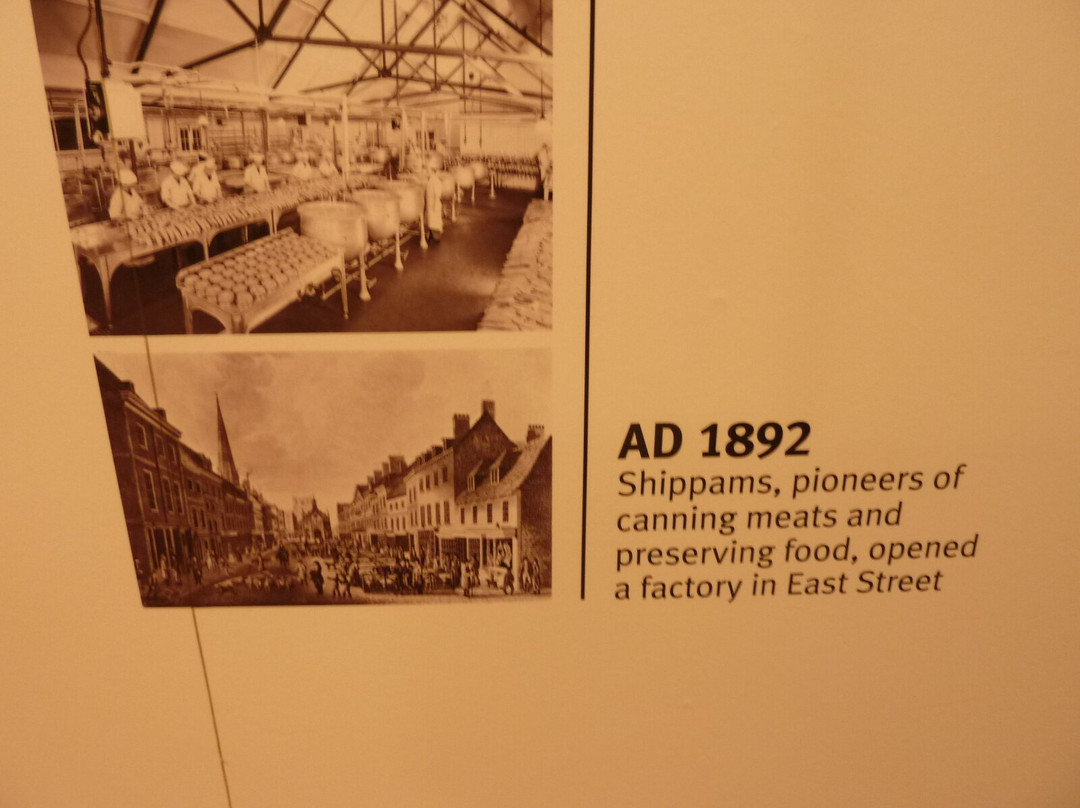 AD 1892
Shippams, pioneers of
canning meats and
preserving food, opened
a factory in East Street